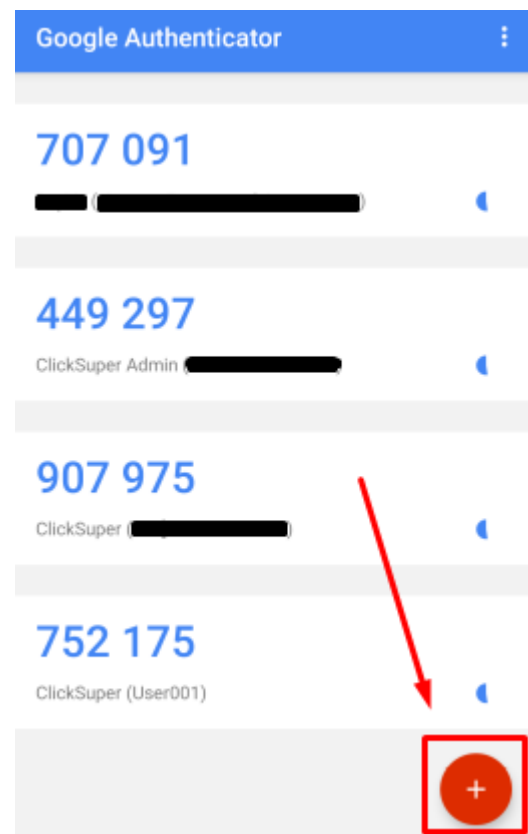 Google Authenticator
707 091
( )
449 297
ClickSuper Admin (
907 975
ClickSuper ( )
752 175
ClickSuper (User001)
+